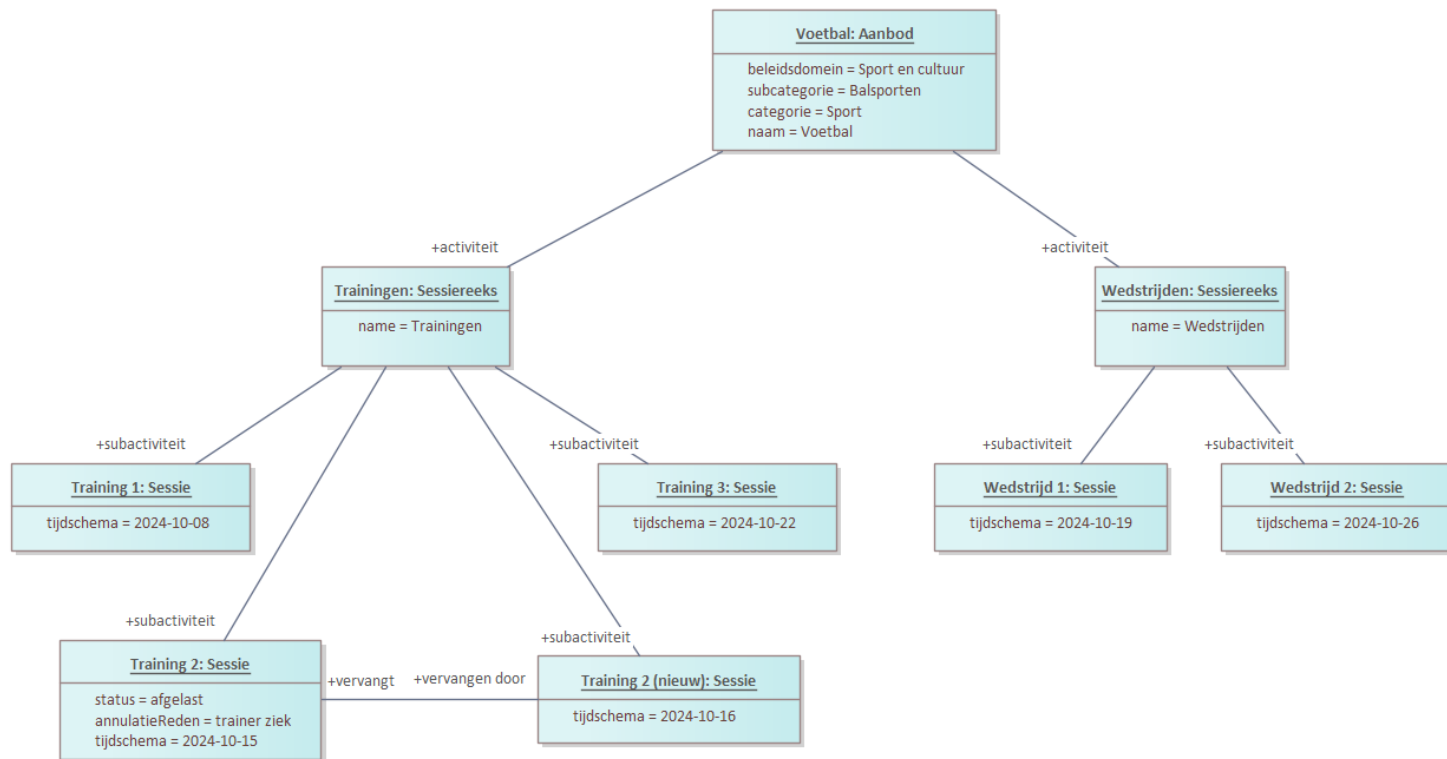 Voetbal: Aanbod
beleidsdomein = Sport en cultuur
subcategorie = Balsporten
categorie = Sport
naam = Voetbal
+activiteit
+activiteit
Trainingen: Sessiereeks
name = Trainingen
Wedstrijden: Sessiereeks
name = Wedstrijden
+subactiviteit
+subactiviteit
+subactiviteit
+subactiviteit
Training 1: Sessie
tijdschema = 2024-10-08
Training 3: Sessie
tijdschema = 2024-10-22
Wedstrijd 1: Sessie
tijdschema = 2024-10-19
Wedstrijd 2: Sessie
tijdschema = 2024-10-26
+subactiviteit
+subactiviteit
Training 2: Sessie
status = afgelast
annulatieReden = trainer ziek
tijdschema = 2024-10-15
+vervangt
+vervangen door
Training 2 (nieuw): Sessie
tijdschema = 2024-10-16